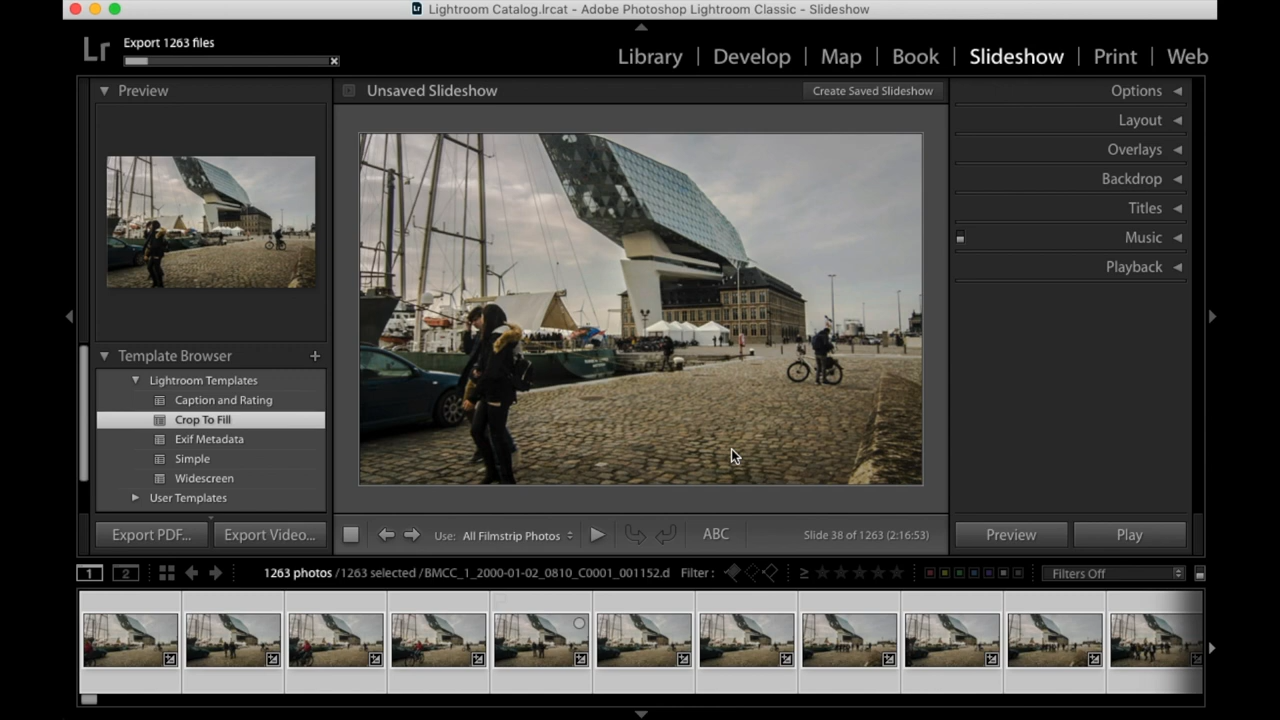 Lightroom Catalog.lrcat - Adobe Photoshop Lightroom Classic - Slideshow
Lr
Export 1263 files
Library | Develop | Map | Book | Slideshow | Print | Web
Preview
Unsaved Slideshow
Create Saved Slideshow
Options
Layout
Overlays
Backdrop
Titles
Music
Playback
Template Browser +
Lightroom Templates
Caption and Rating
Crop To Fill
Exif Metadata
Simple
Widescreen
User Templates
Export PDF...
Export Video...
Use: All Filmstrip Photos
ABC
Slide 38 of 1263 (2:16:53)
Preview
Play
1
2
1263 photos /1263 selected /BMCC_1_2000-01-02_0810_C0001_001152.d
Filter :
≥
Filters Off